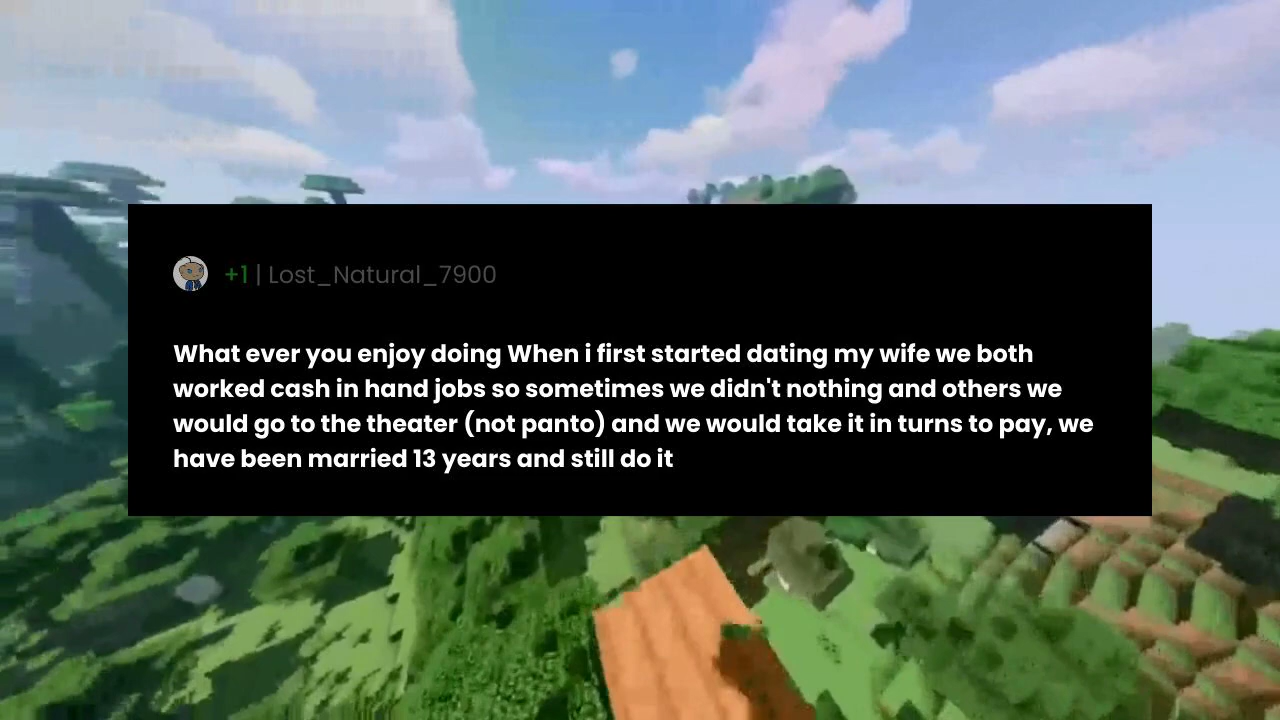 +1 | Lost_Natural_7900
What ever you enjoy doing When i first started dating my wife we both
worked cash in hand jobs so sometimes we didn't nothing and others we
would go to the theater (not panto) and we would take it in turns to pay, we
have been married 13 years and still do it